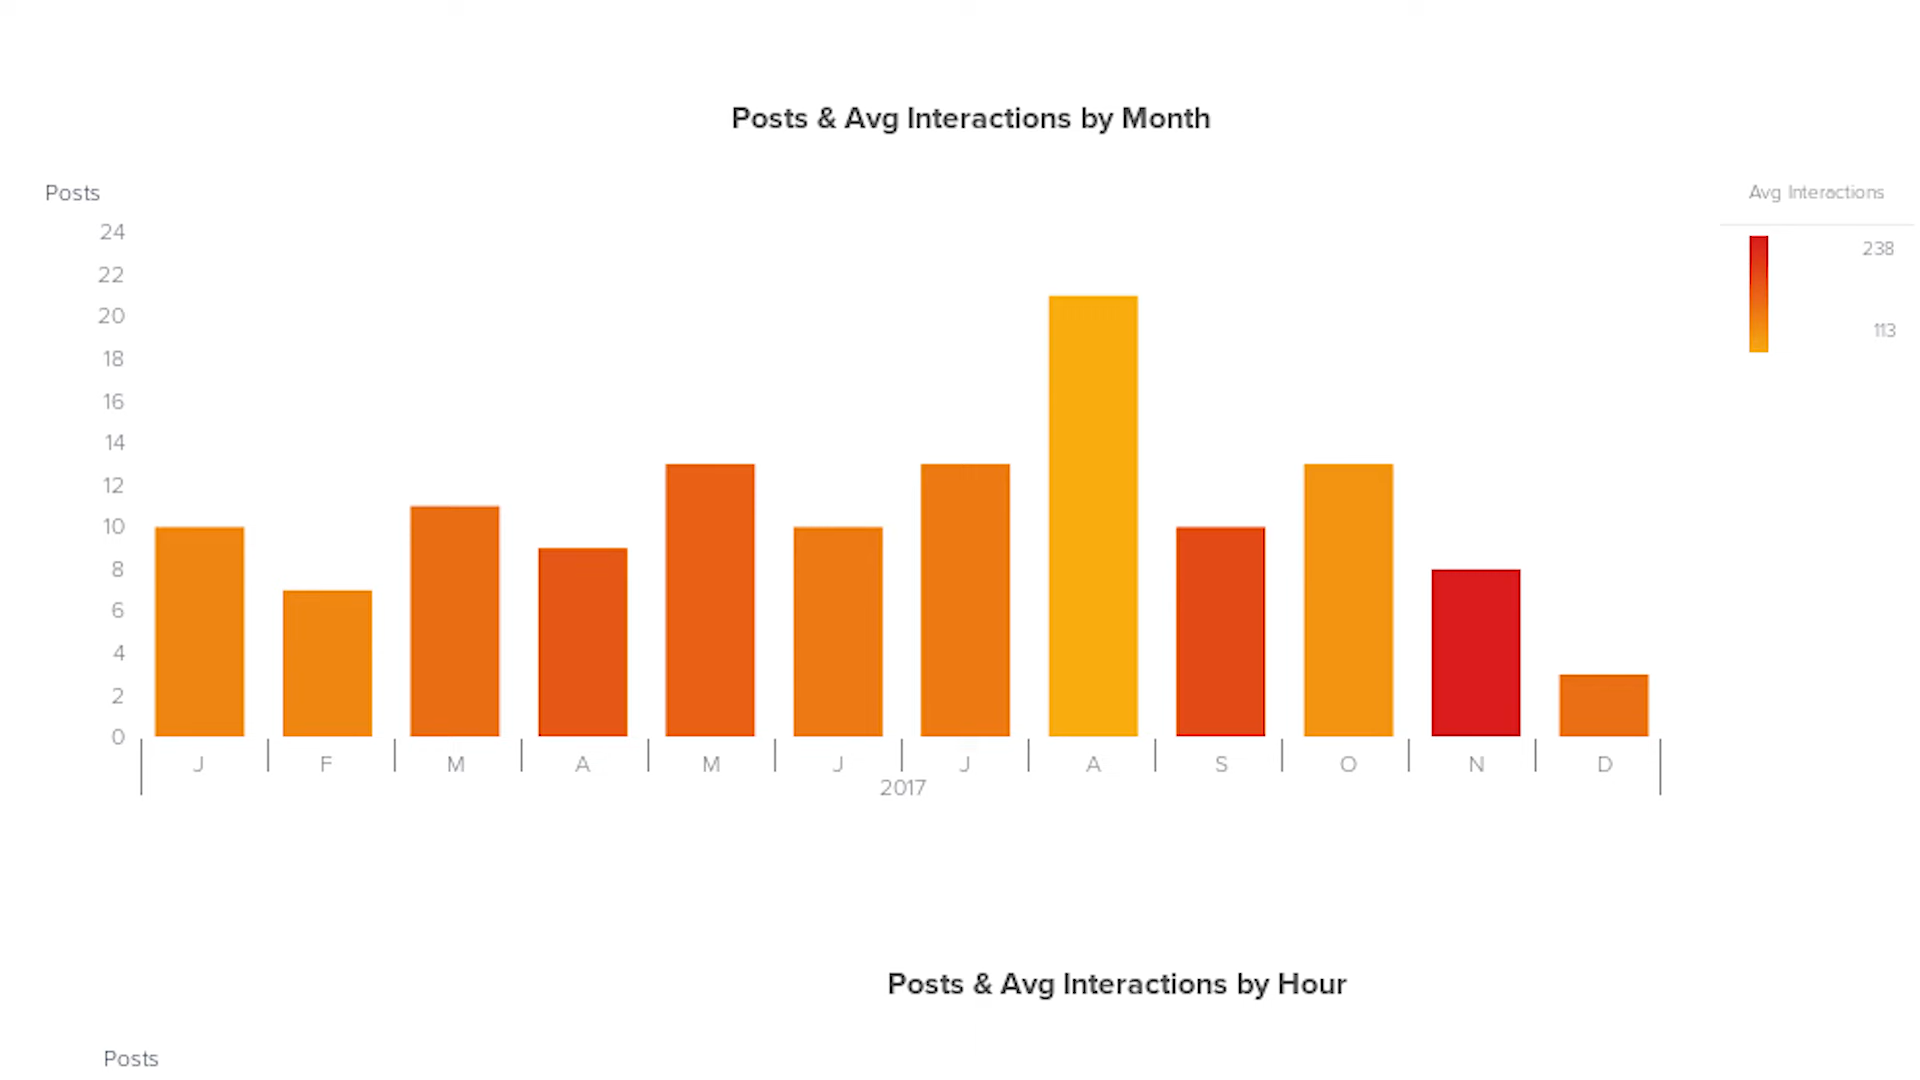 Posts & Avg Interactions by Month
Posts
Avg Interactions
24
238
22
20
113
18
16
14
12
10
8
6
4
2
0
J F M A M J J A S O N D
2017
Posts & Avg Interactions by Hour
Posts